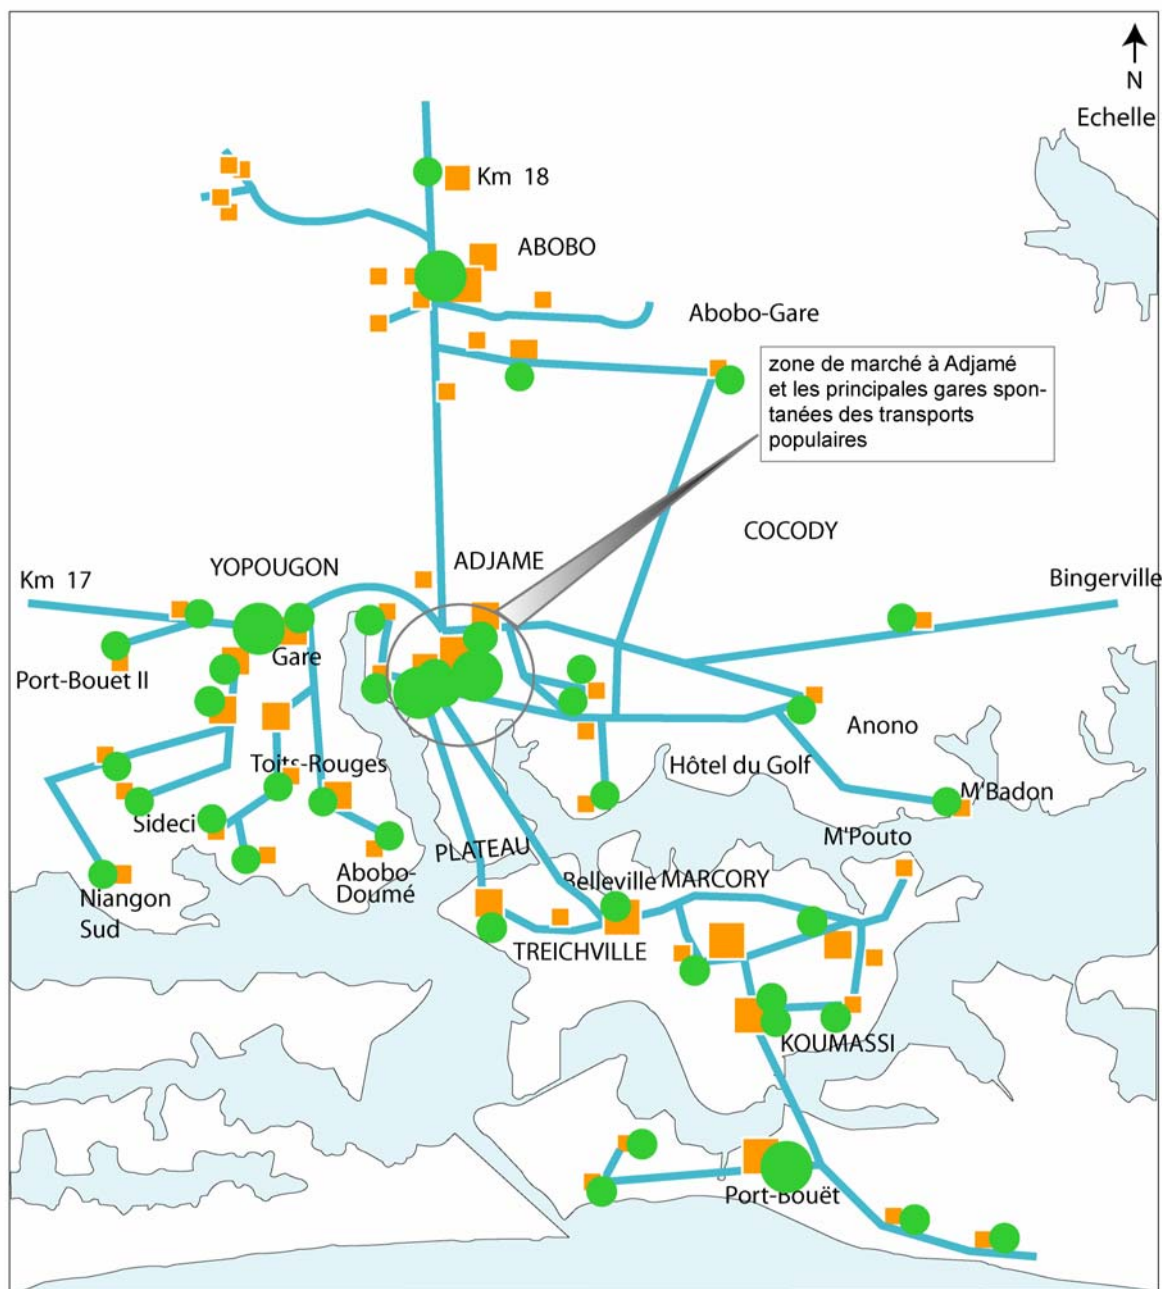 N
Echelle
Km 18
ABOBO
Abobo-Gare
zone de marché à Adjamé
et les principales gares spon-
tanées des transports
populaires
COCODY
ADJAME
YOPOUGON
Km 17
Bingerville
Gare
Port-Bouet II
Anono
Toits-Rouges
Hôtel du Golf
M'Badon
Sideci
M'Pouto
PLATEAU
Abobo-
Doumé
Belleville
MARCORY
Niangon
Sud
TREICHVILLE
KOUMASSI
Port-Bouët